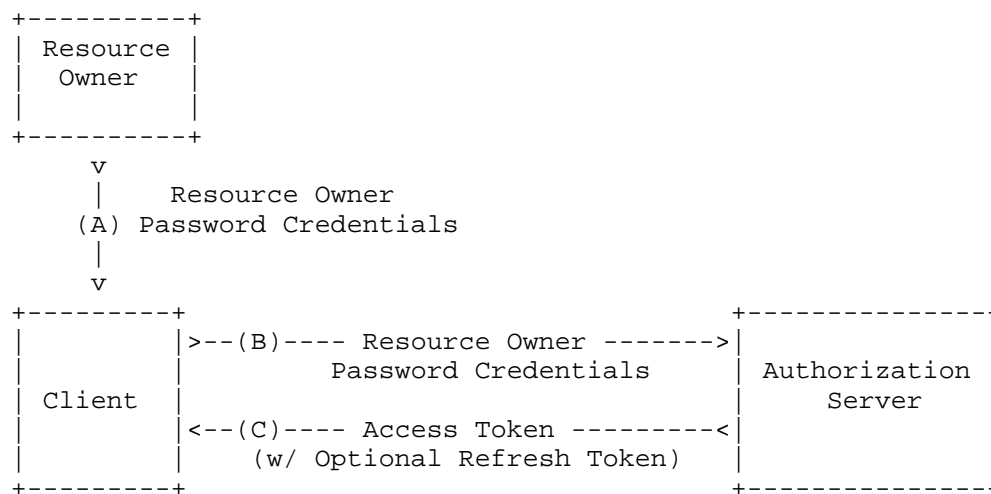 Resource
Owner
Resource Owner
(A) Password Credentials
>--(B)---- Resource Owner ------->
Password Credentials
Authorization
Client
Server
<--(C)---- Access Token ---------<
(w/ Optional Refresh Token)